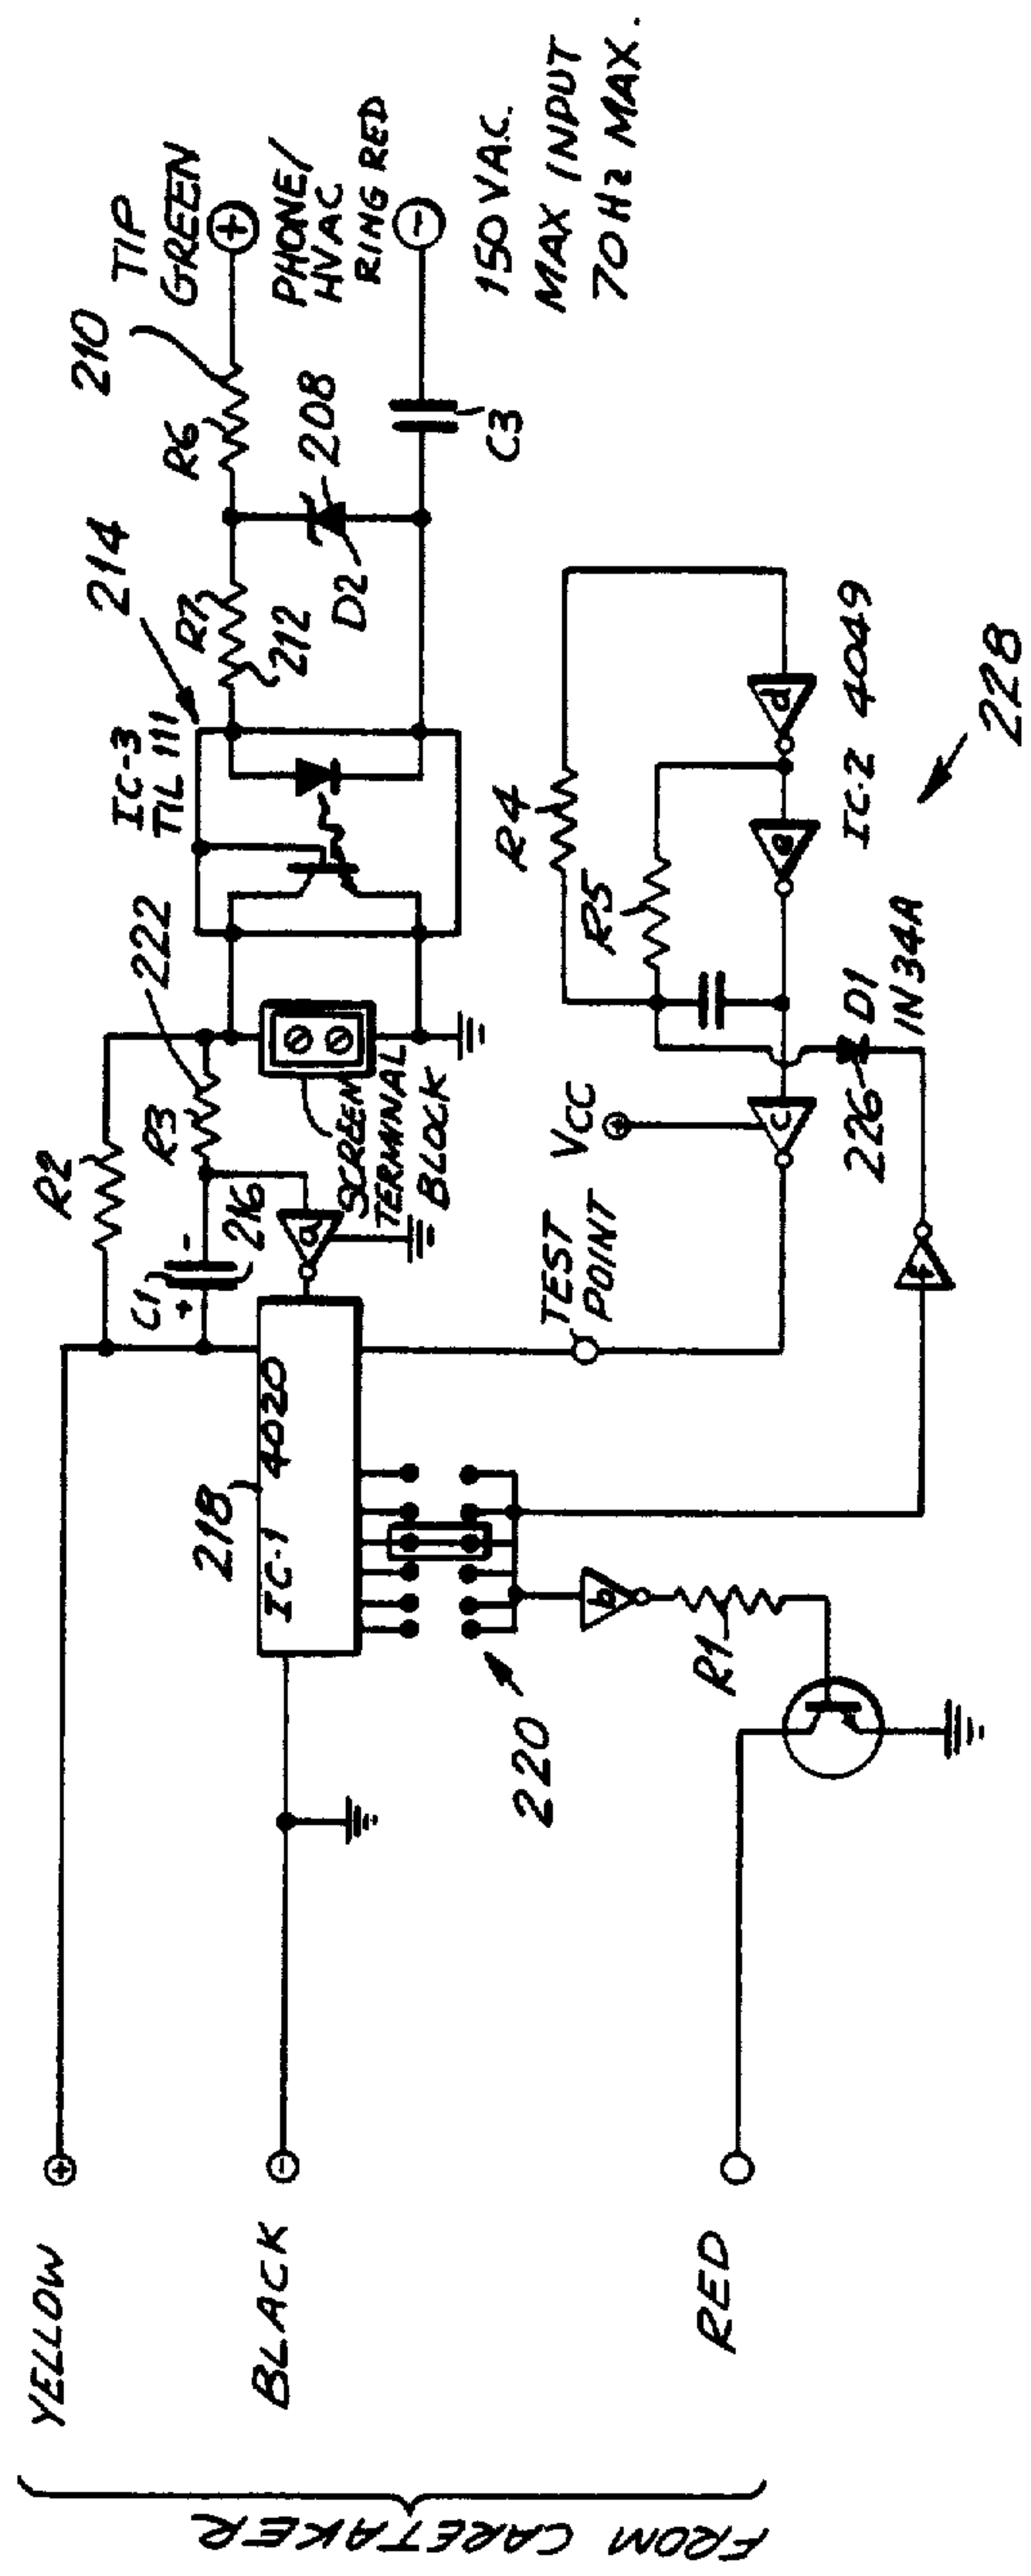 FROM CARETAKER
YELLOW
+
BLACK
-
RED
R2
C1
+
-
216
R3
222
218
IC-1 4020
a
SCREEN
TERMINAL
BLOCK
IC-3
TIL 111
214
R7
212
R6
210
D2
208
C3
TIP
GREEN
+
PHONE/
HVAC
RING RED
-
150 VAC.
MAX INPUT
70 Hz MAX.
220
b
R1
TEST
POINT
VCC
+
c
R4
R5
e
d
IC-2 4049
226
D1
IN34A
f
228